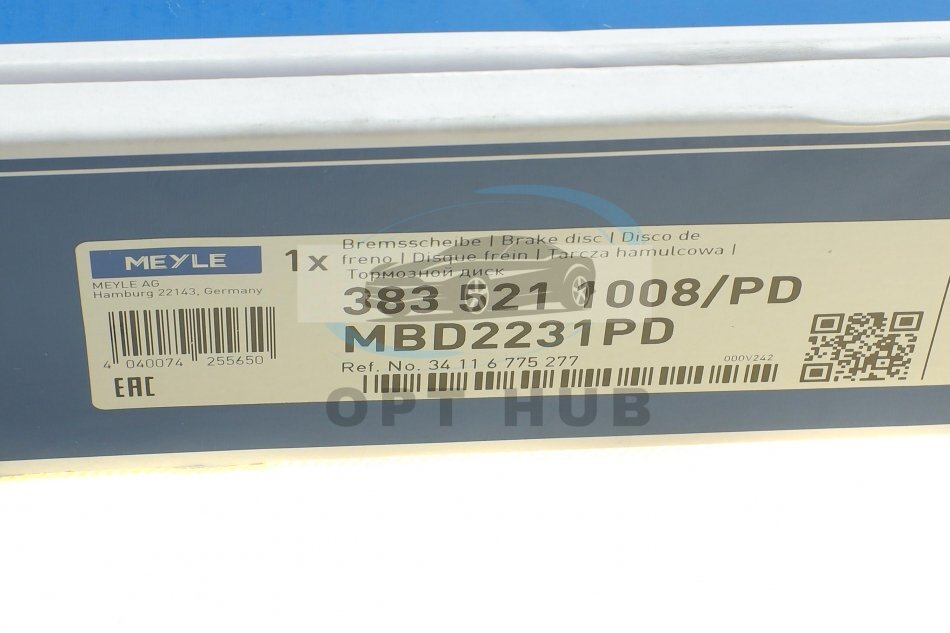 MEYLE
MEYLE AG
Hamburg 22143, Germany
4 040074 255650
EAC
1 x
Bremsscheibe | Brake disc | Disco de
freno | Disque frein | Tarcza hamulcowa |
Тормозной диск
383 521 1008/PD
MBD2231PD
Ref. No. 34 11 6 775 277
000V242
OPT HUB